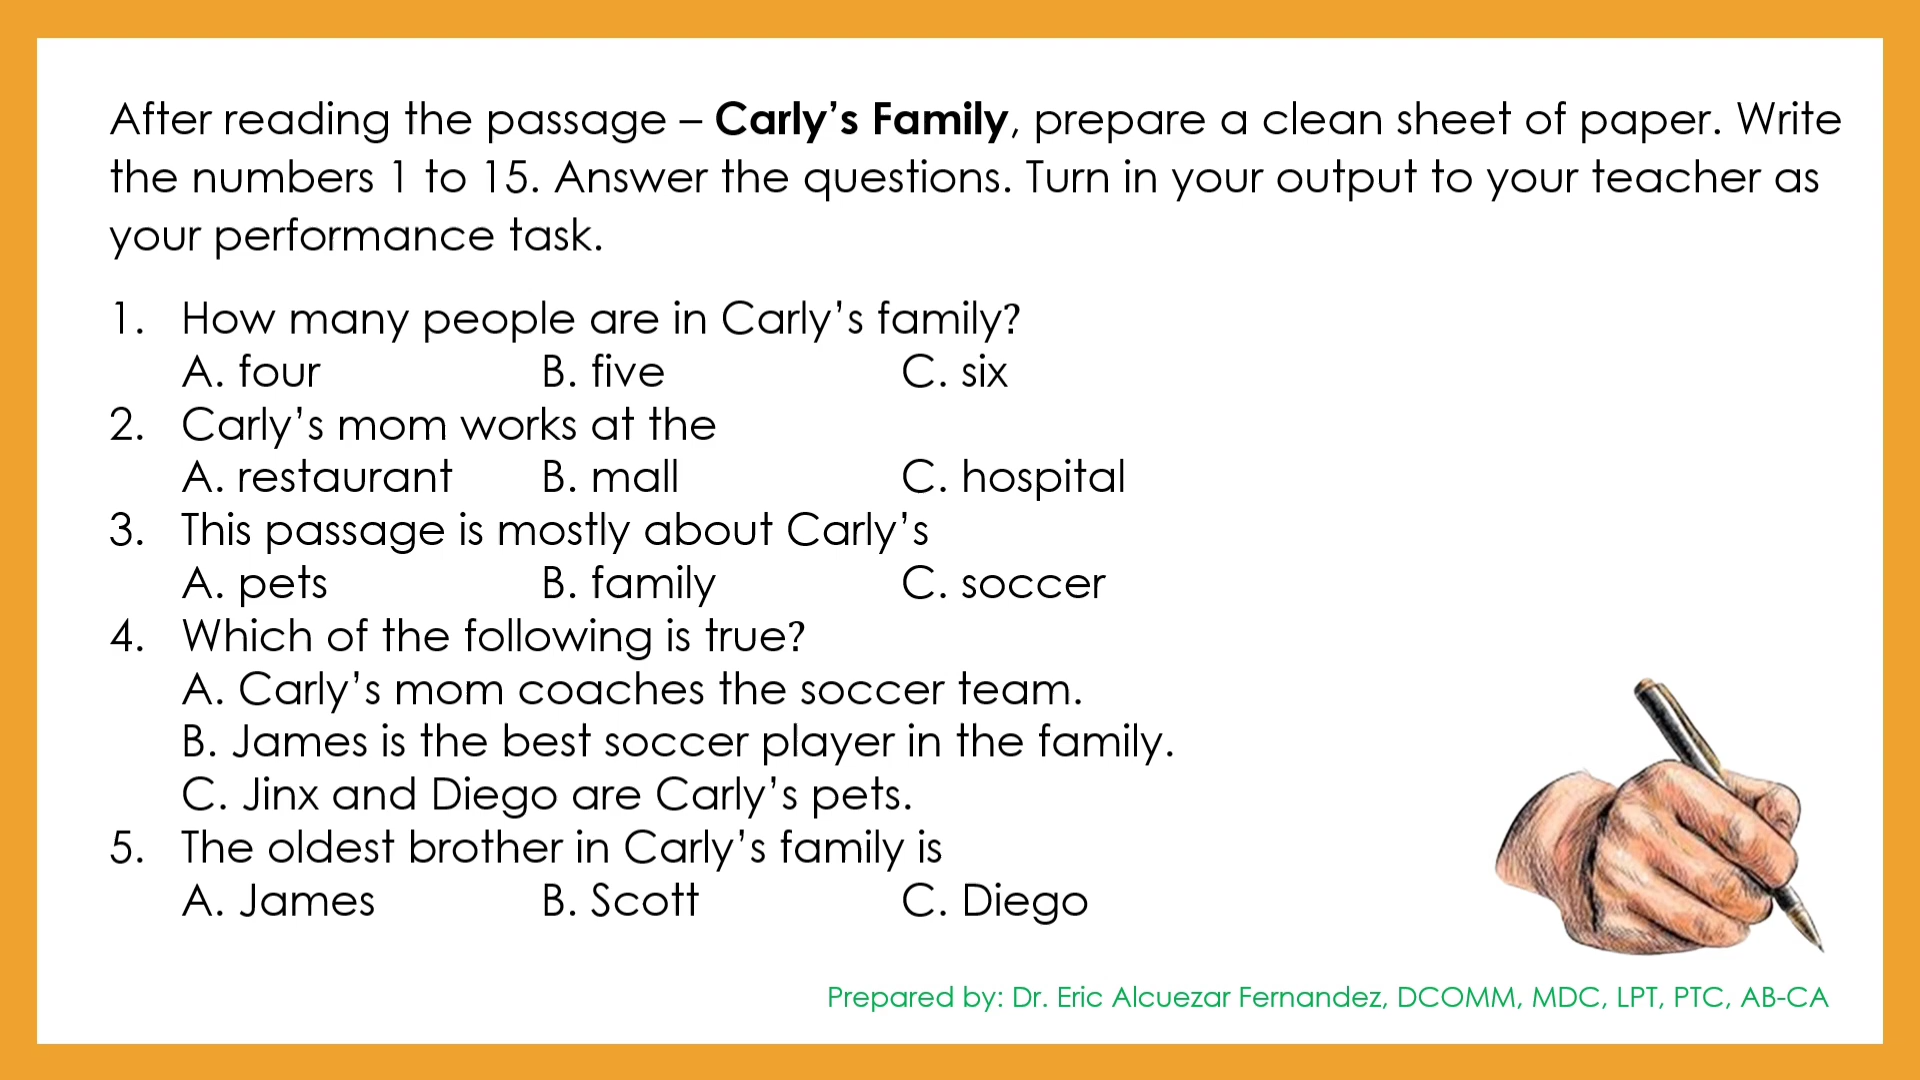 After reading the passage – Carly’s Family, prepare a clean sheet of paper. Write
the numbers 1 to 15. Answer the questions. Turn in your output to your teacher as
your performance task.
1. How many people are in Carly’s family?
A. four B. five C. six
2. Carly’s mom works at the
A. restaurant B. mall C. hospital
3. This passage is mostly about Carly’s
A. pets B. family C. soccer
4. Which of the following is true?
A. Carly’s mom coaches the soccer team.
B. James is the best soccer player in the family.
C. Jinx and Diego are Carly’s pets.
5. The oldest brother in Carly’s family is
A. James B. Scott C. Diego
Prepared by: Dr. Eric Alcuezar Fernandez, DCOMM, MDC, LPT, PTC, AB-CA